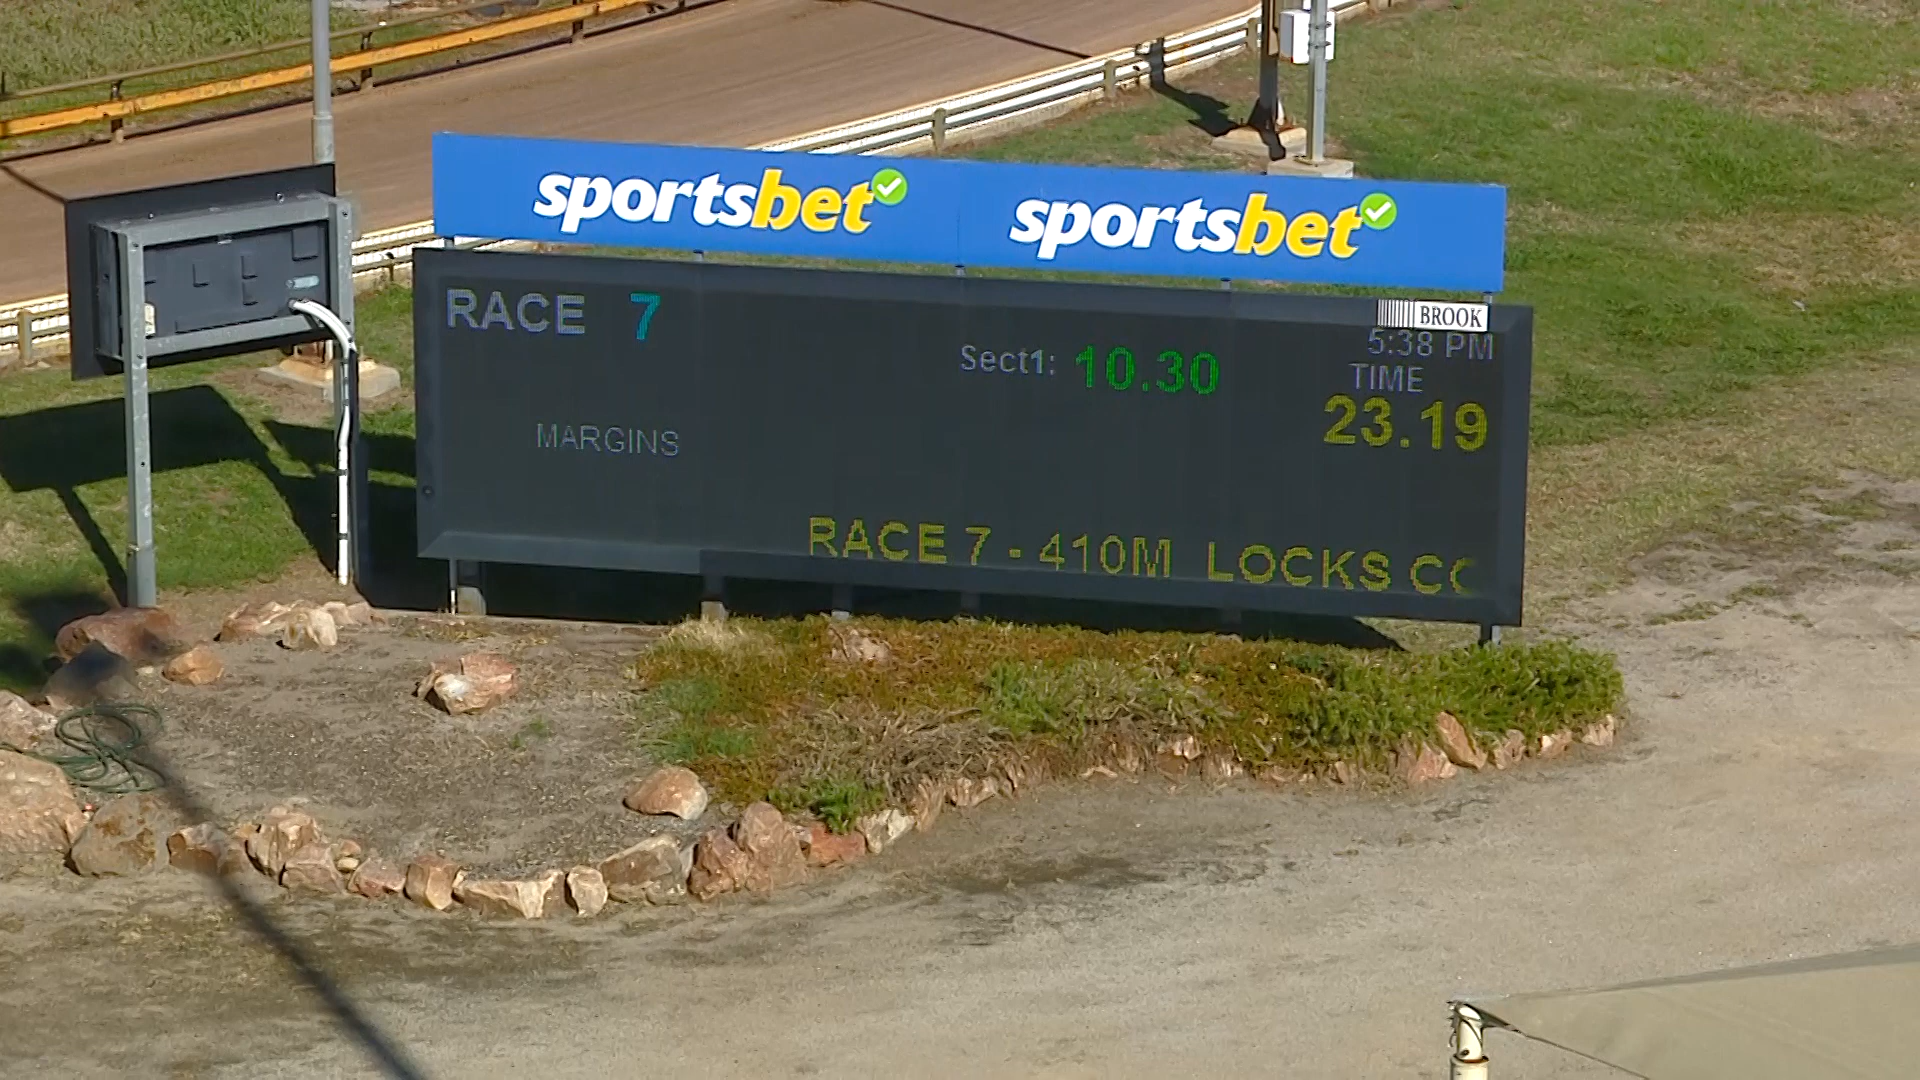 sportsbet sportsbet
BROOK
RACE 7
5:38 PM
Sect1: 10.30
TIME
23.19
MARGINS
RACE 7 - 410M LOCKS